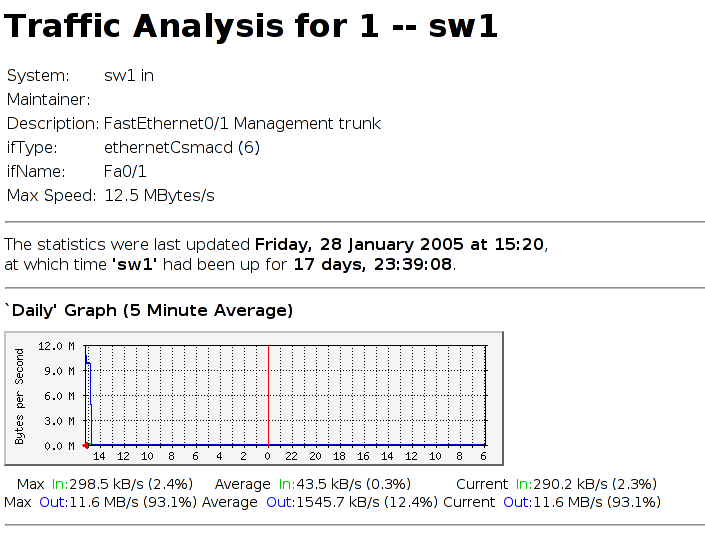 Traffic Analysis for 1 -- sw1
System: sw1 in
Maintainer:
Description: FastEthernet0/1 Management trunk
ifType: ethernetCsmacd (6)
ifName: Fa0/1
Max Speed: 12.5 MBytes/s
The statistics were last updated Friday, 28 January 2005 at 15:20,
at which time 'sw1' had been up for 17 days, 23:39:08.
`Daily' Graph (5 Minute Average)
Bytes per Second
12.0 M
9.0 M
6.0 M
3.0 M
0.0 M
14 12 10 8 6 4 2 0 22 20 18 16 14 12 10 8 6
Max In:298.5 kB/s (2.4%) Average In:43.5 kB/s (0.3%) Current In:290.2 kB/s (2.3%)
Max Out:11.6 MB/s (93.1%) Average Out:1545.7 kB/s (12.4%) Current Out:11.6 MB/s (93.1%)